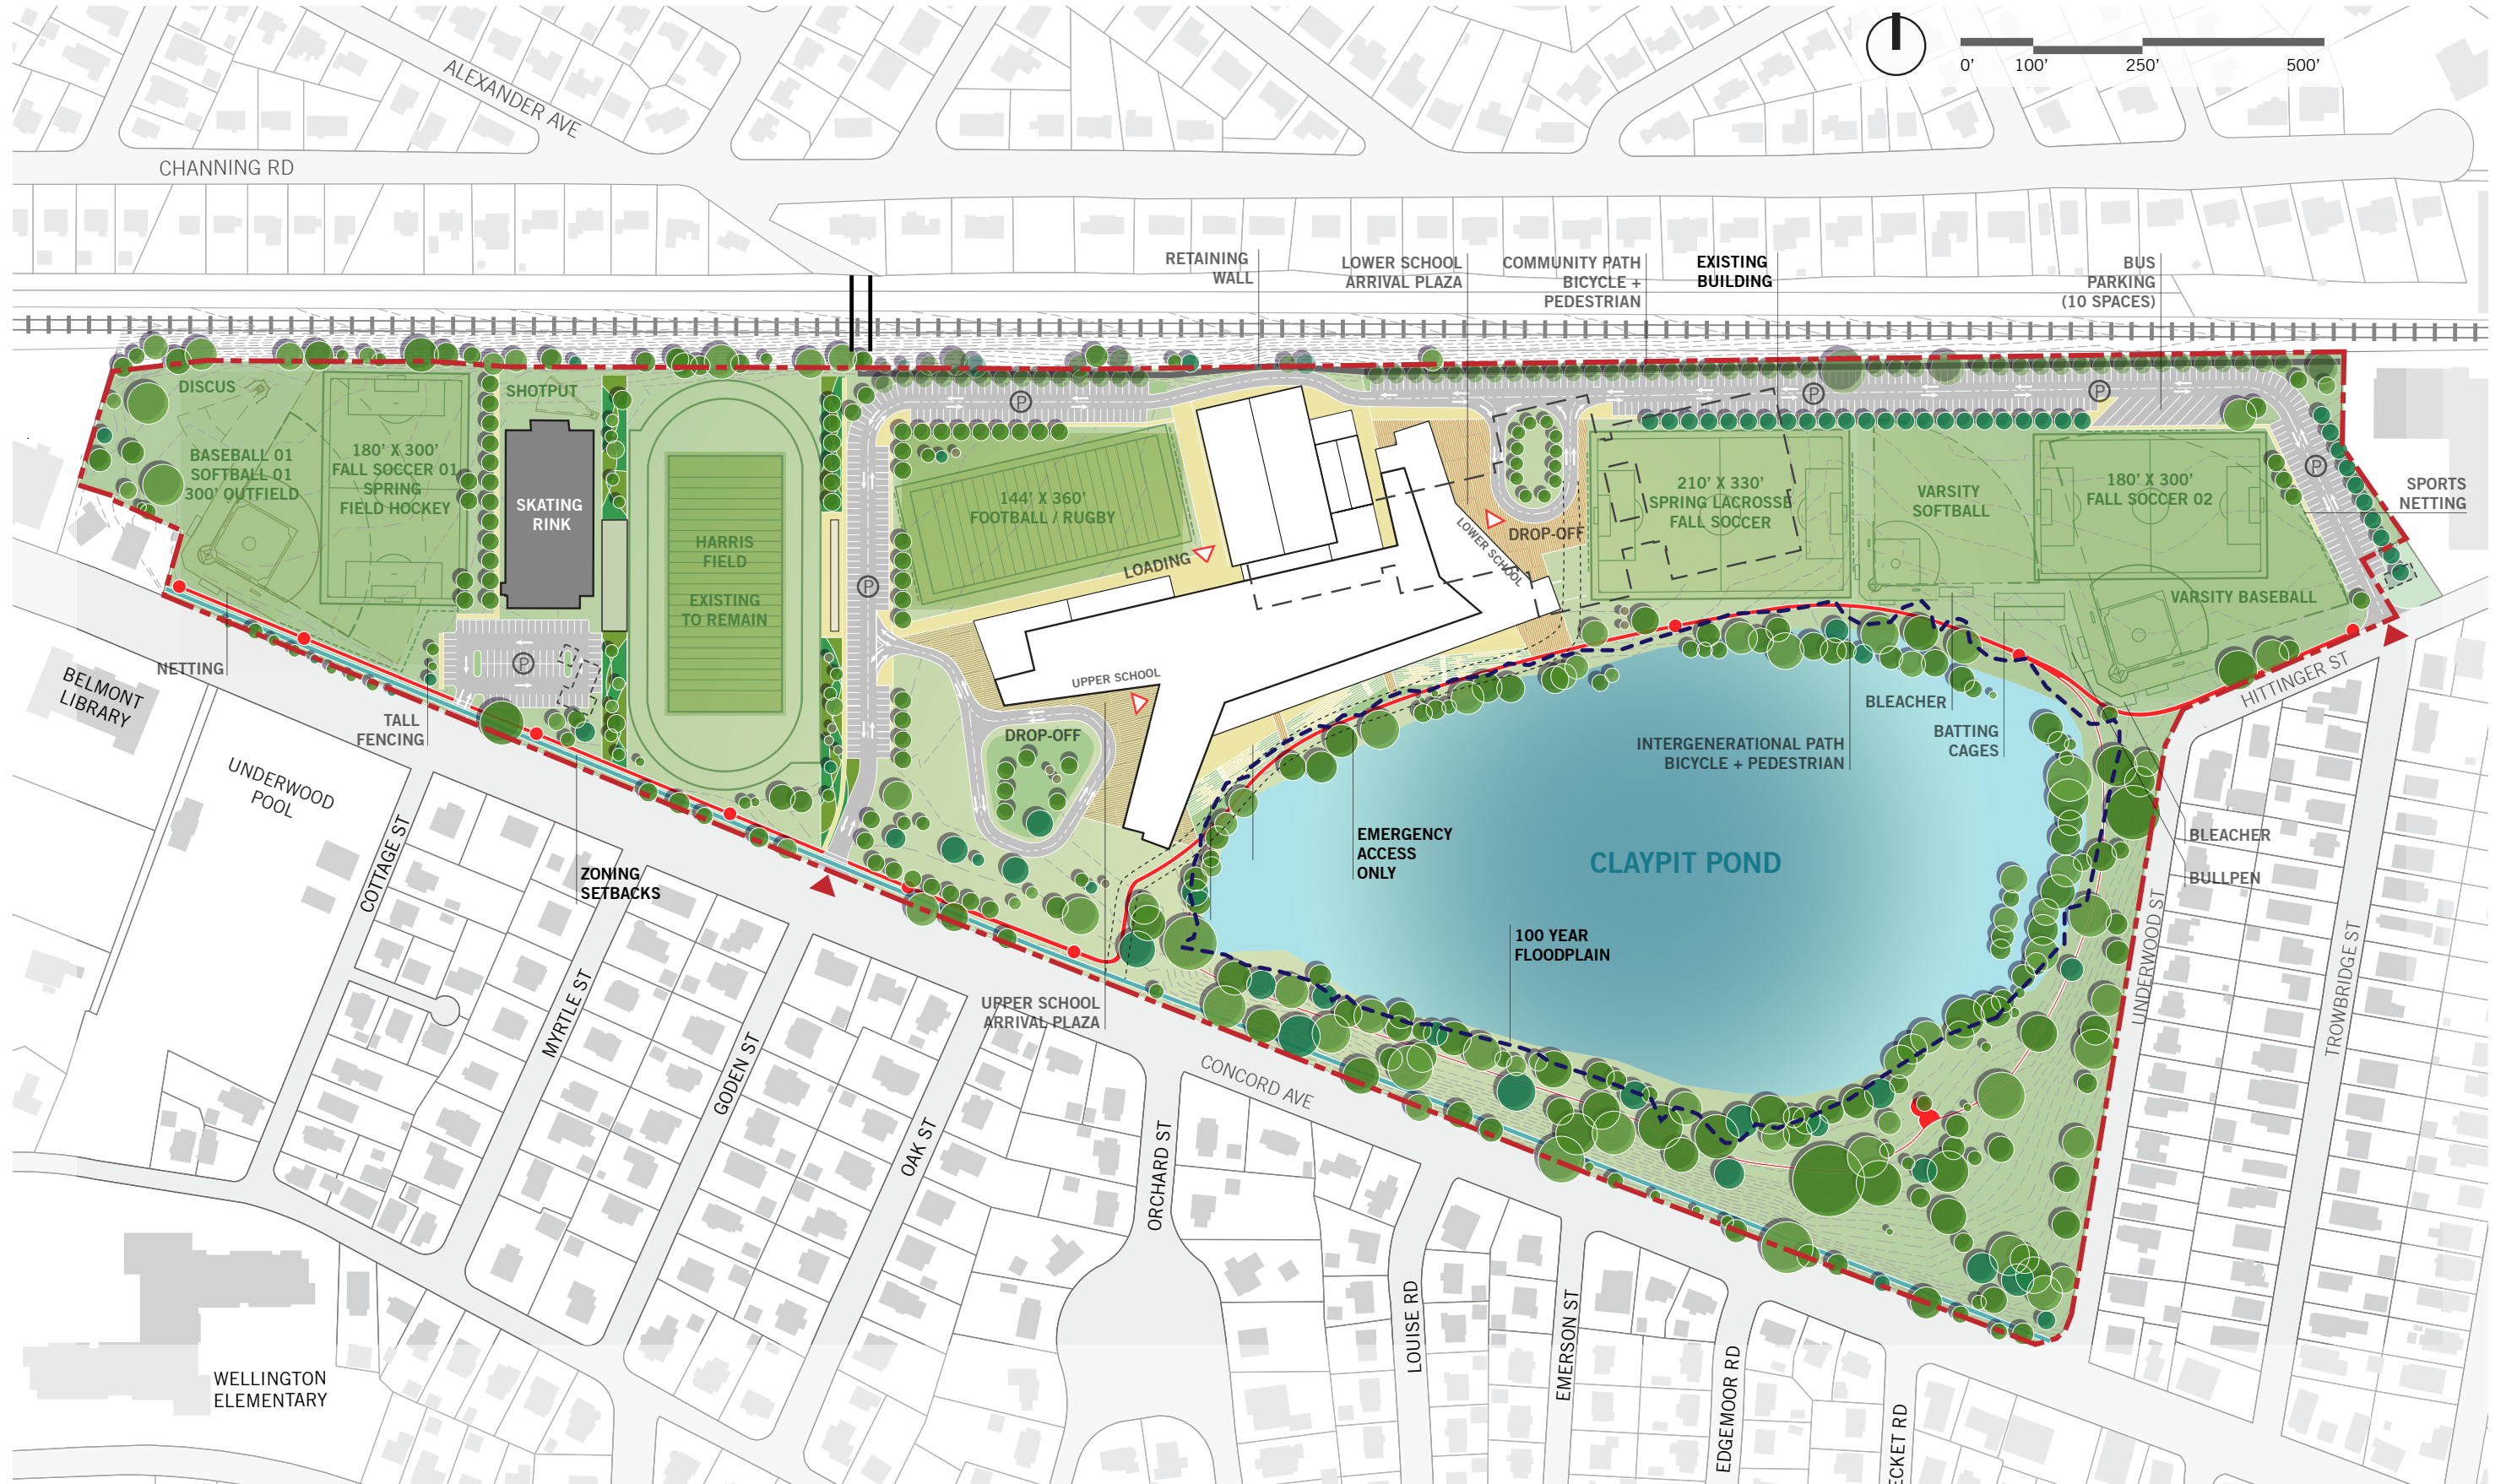 0'
100'
250'
500'
ALEXANDER AVE
CHANNING RD
RETAINING
WALL
LOWER SCHOOL
ARRIVAL PLAZA
COMMUNITY PATH
BICYCLE +
PEDESTRIAN
EXISTING
BUILDING
BUS
PARKING
(10 SPACES)
DISCUS
SHOTPUT
P
P
P
BASEBALL 01
SOFTBALL 01
300' OUTFIELD
180' X 300'
FALL SOCCER 01
SPRING
FIELD HOCKEY
SKATING
RINK
HARRIS
FIELD
EXISTING
TO REMAIN
144' X 360'
FOOTBALL / RUGBY
LOADING
LOWER SCHOOL
DROP-OFF
210' X 330'
SPRING LACROSSE
FALL SOCCER
VARSITY
SOFTBALL
180' X 300'
FALL SOCCER 02
P
SPORTS
NETTING
P
VARSITY BASEBALL
NETTING
P
BELMONT
LIBRARY
TALL
FENCING
UPPER SCHOOL
DROP-OFF
HITTINGER ST
BLEACHER
BATTING
CAGES
INTERGENERATIONAL PATH
BICYCLE + PEDESTRIAN
UNDERWOOD
POOL
COTTAGE ST
ZONING
SETBACKS
EMERGENCY
ACCESS
ONLY
CLAYPIT POND
BLEACHER
BULLPEN
100 YEAR
FLOODPLAIN
UPPER SCHOOL
ARRIVAL PLAZA
UNDERWOOD ST
TROWBRIDGE ST
MYRTLE ST
GODEN ST
OAK ST
CONCORD AVE
ORCHARD ST
LOUISE RD
EMERSON ST
EDGEMOOR RD
ECKET RD
WELLINGTON
ELEMENTARY